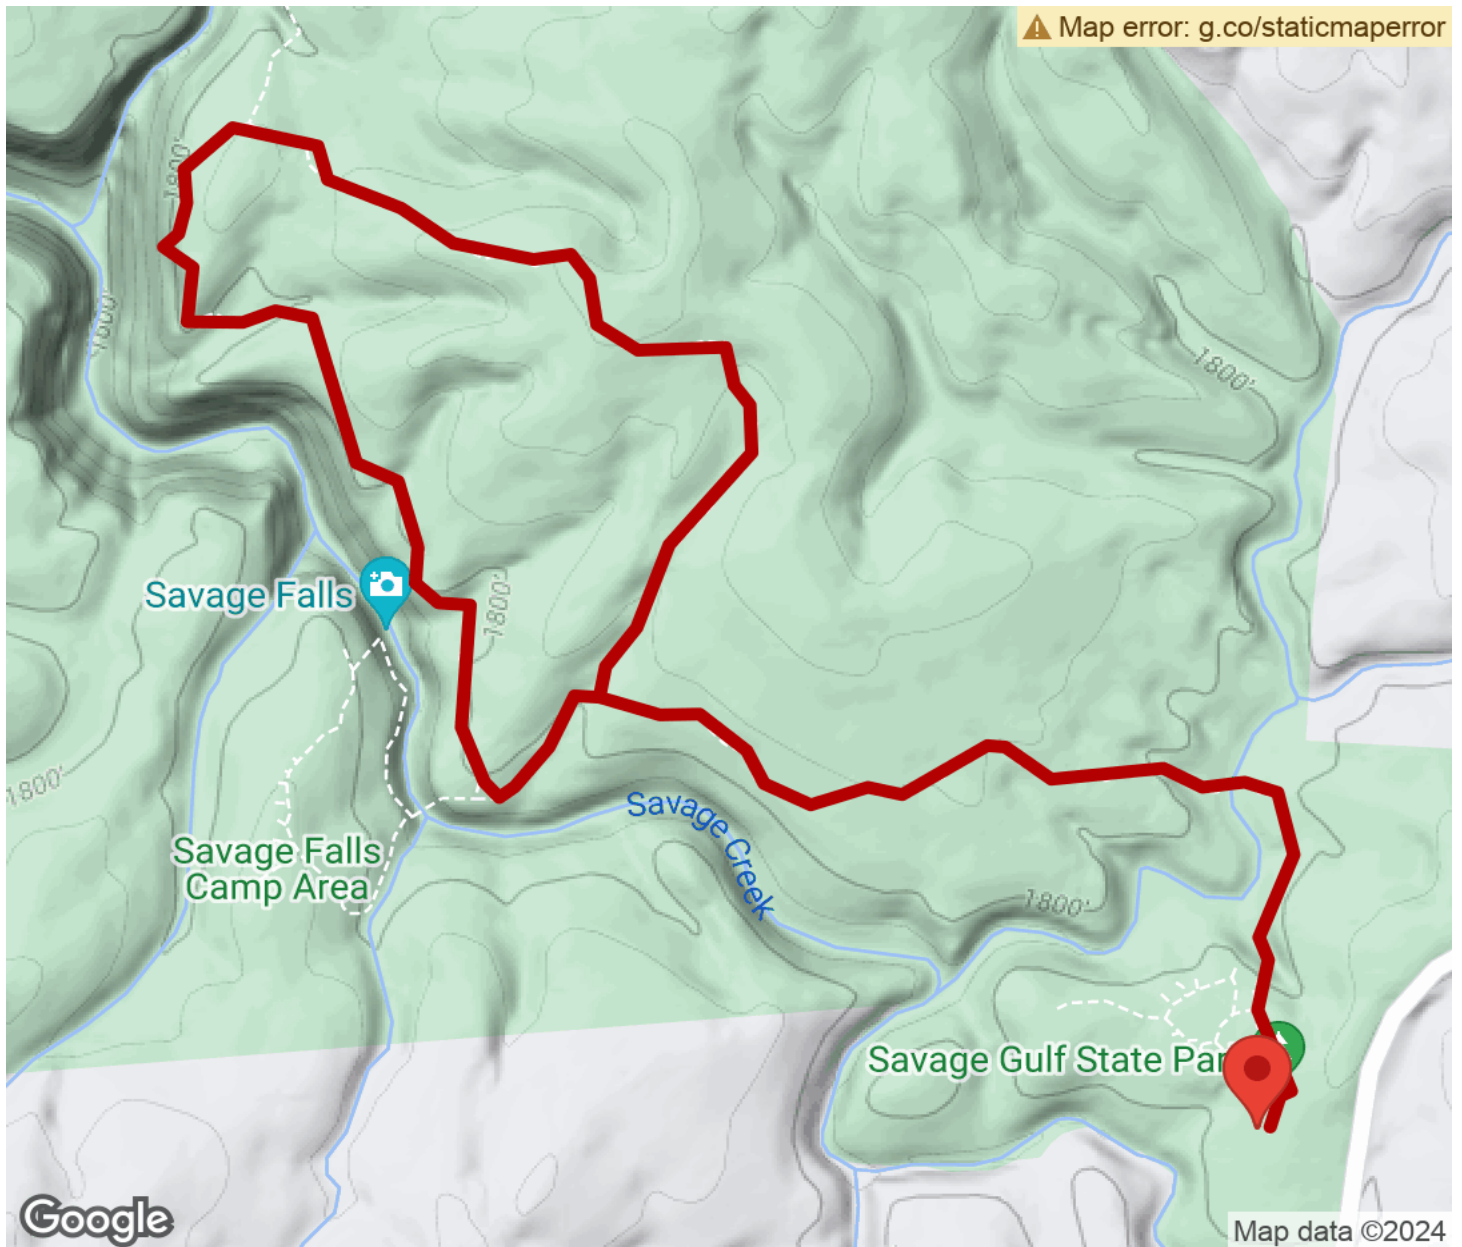 Map error: g.co/staticmaperror
1800'
1800'
1800'
Savage Falls
1800'
1800'
Savage Creek
Savage Falls
Camp Area
1800'
Savage Gulf State Par
Google
Map data ©2024